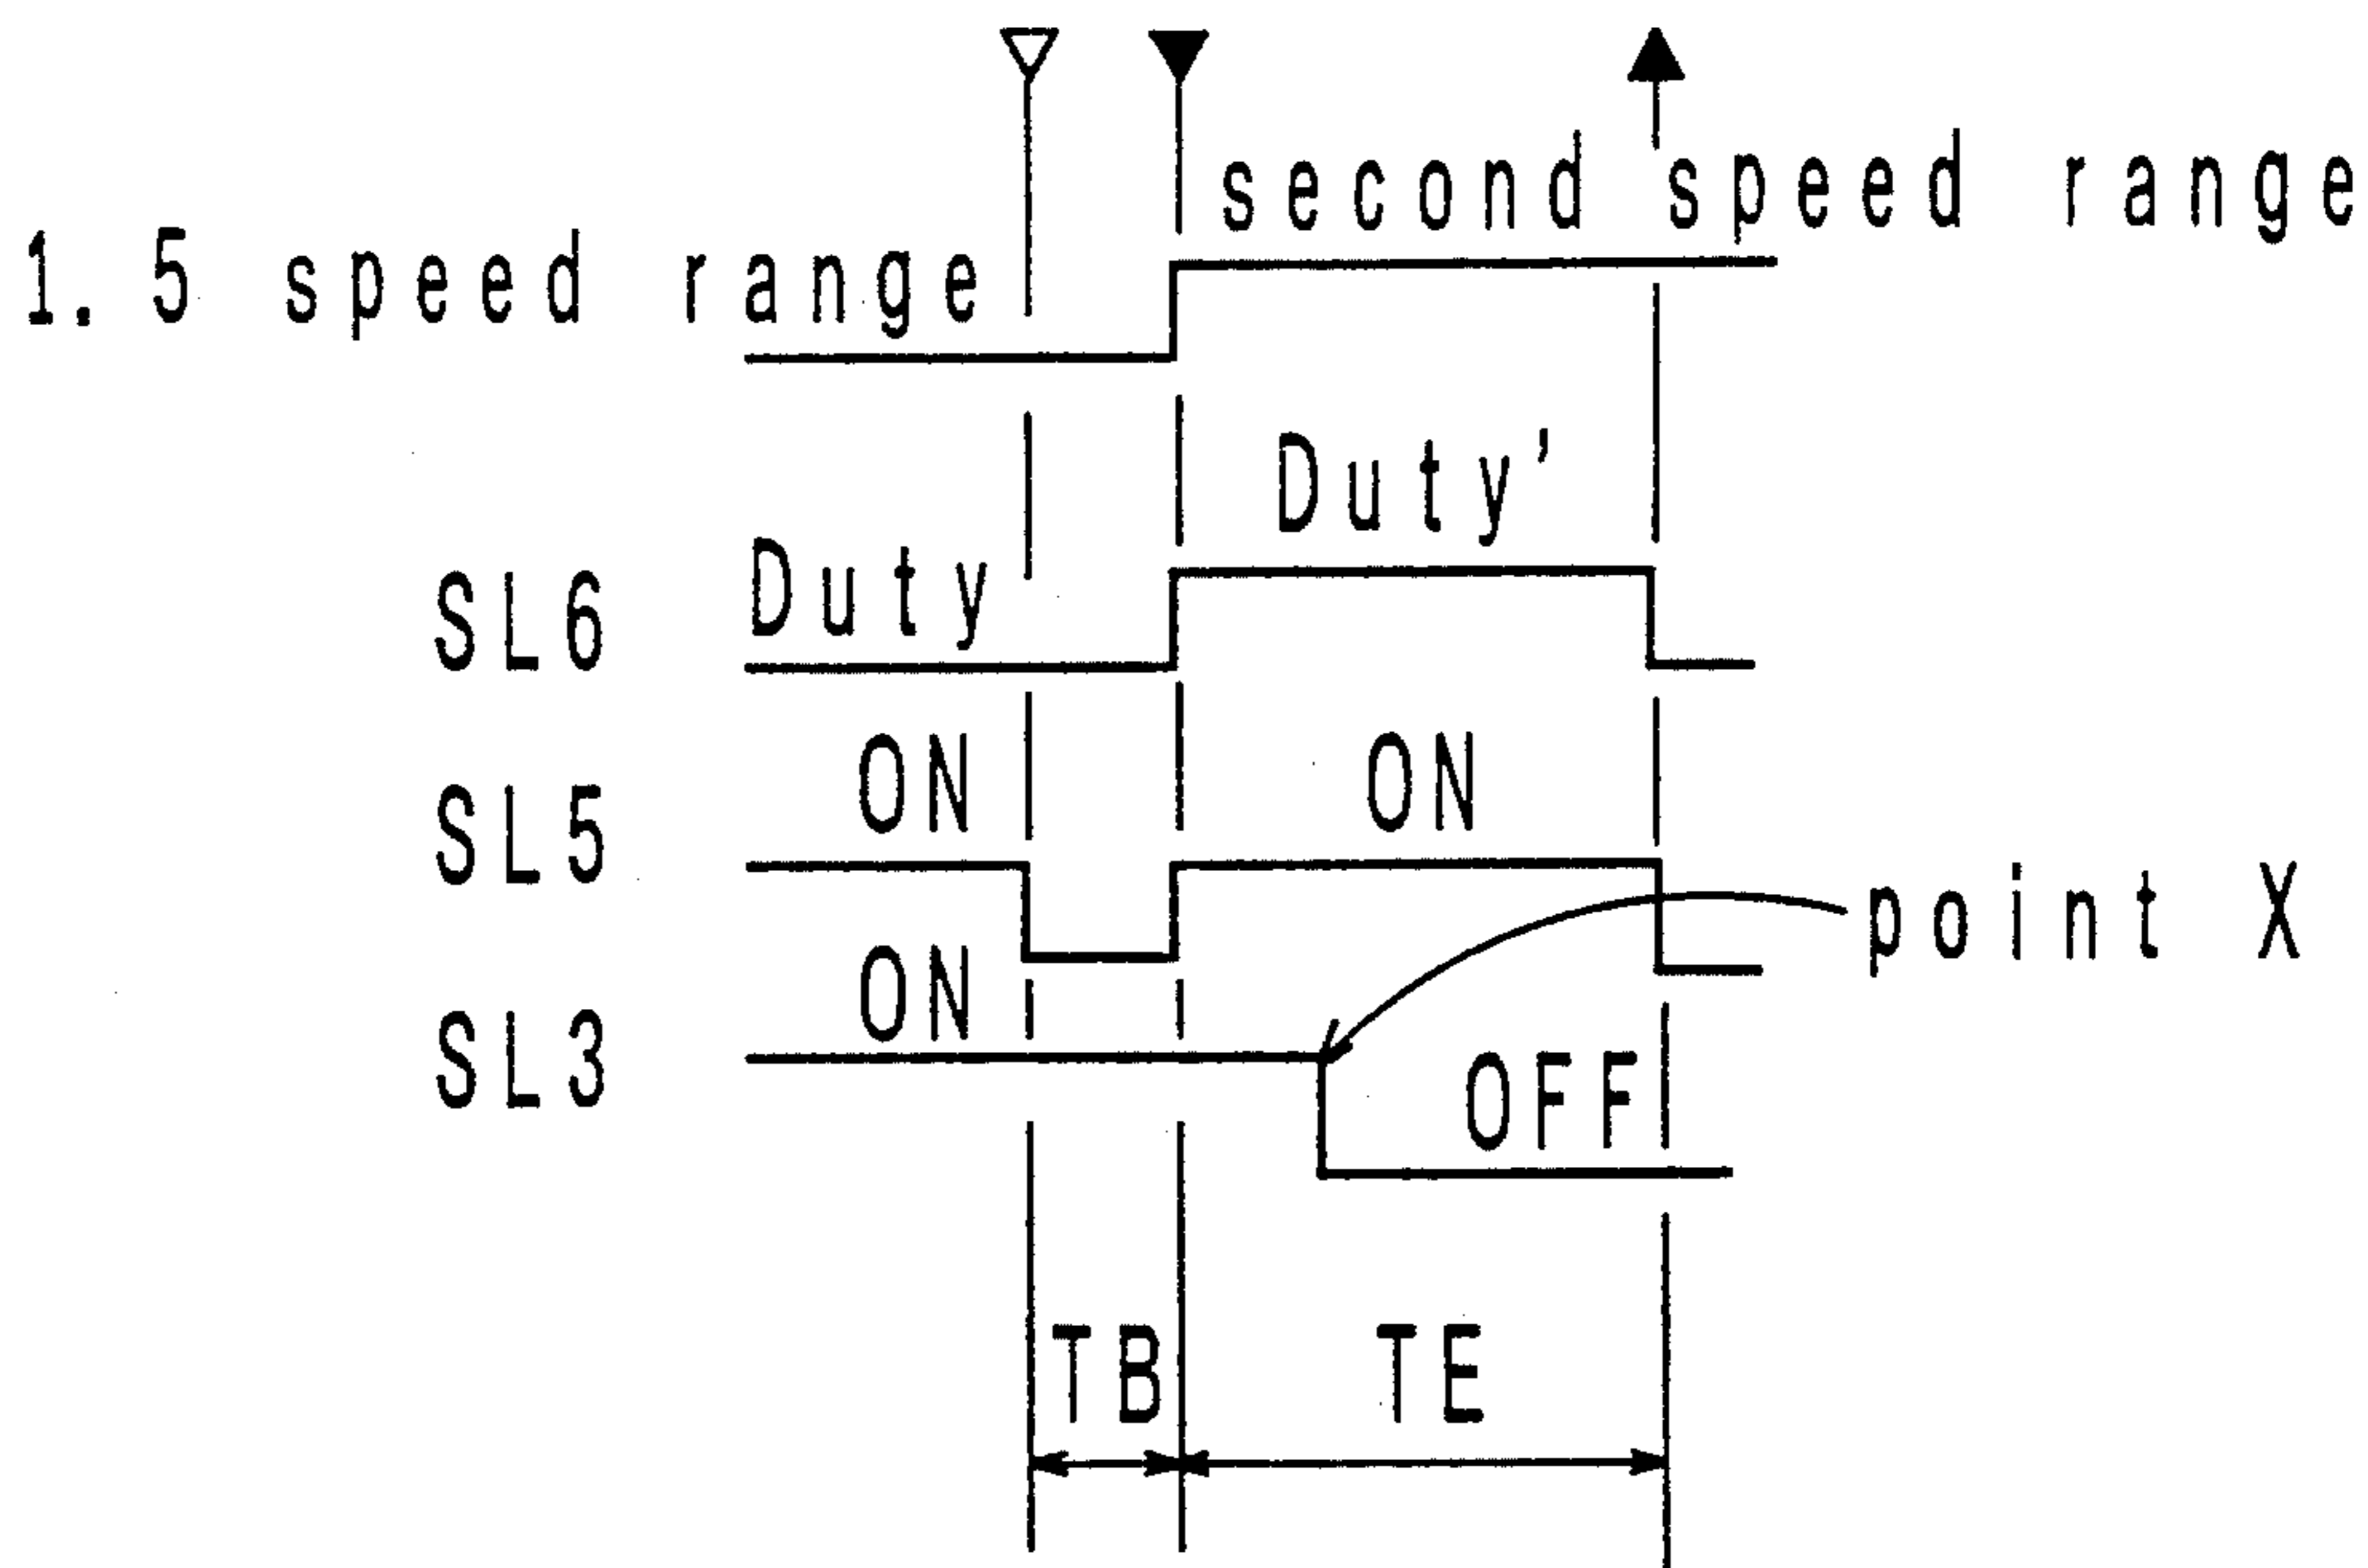 second speed range
1.5 speed range
Duty'
Duty
SL6
ON ON
SL5
point X
ON
SL3
OFF
TB TE